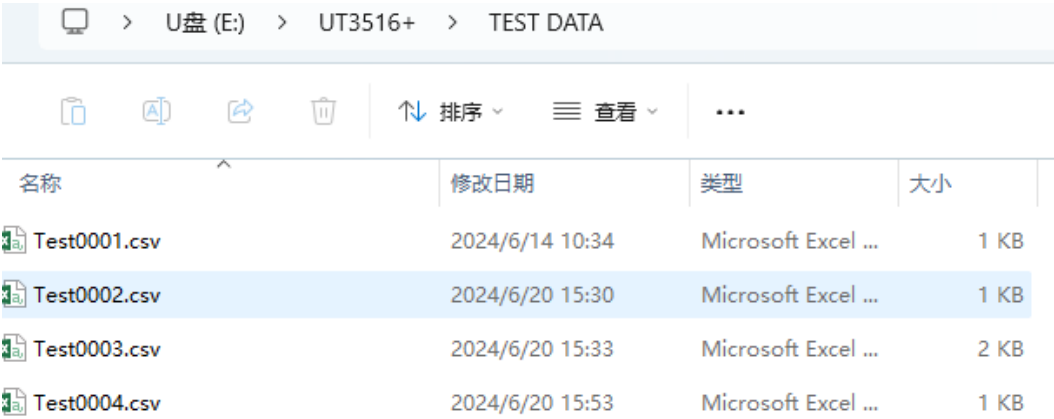 > U盘 (E:) > UT3516+ > TEST DATA
排序 查看 ...
名称 修改日期 类型 大小
Test0001.csv 2024/6/14 10:34 Microsoft Excel ... 1 KB
Test0002.csv 2024/6/20 15:30 Microsoft Excel ... 1 KB
Test0003.csv 2024/6/20 15:33 Microsoft Excel ... 2 KB
Test0004.csv 2024/6/20 15:53 Microsoft Excel ... 1 KB